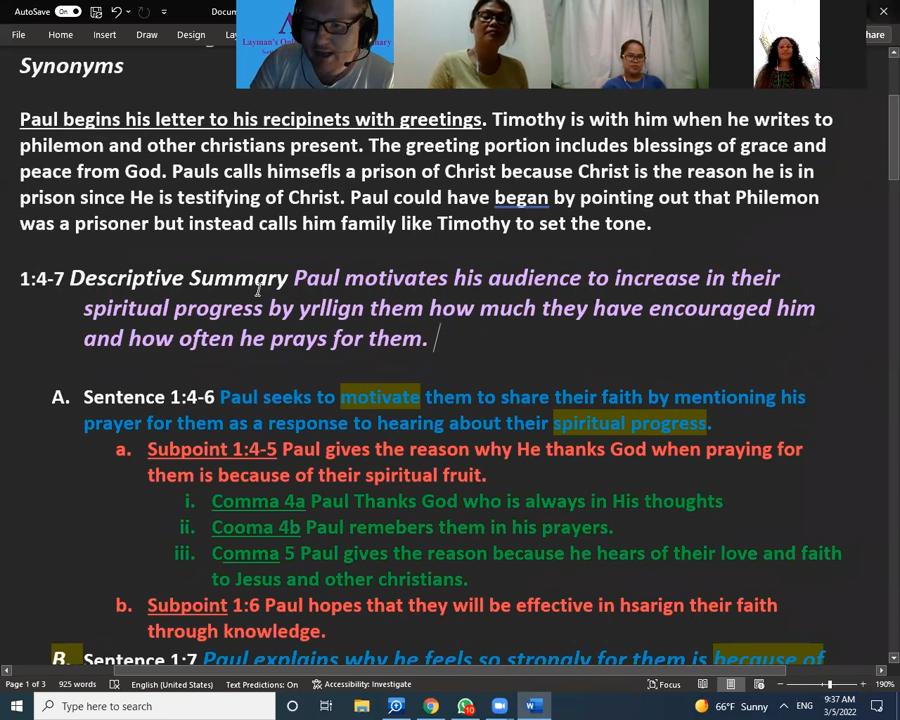 AutoSave On Docum
File Home Insert Draw Design Share
Layman's Onl
Synonyms
Paul begins his letter to his recipinets with greetings. Timothy is with him when he writes to
philemon and other christians present. The greeting portion includes blessings of grace and
peace from God. Pauls calls himsefls a prison of Christ because Christ is the reason he is in
prison since He is testifying of Christ. Paul could have began by pointing out that Philemon
was a prisoner but instead calls him family like Timothy to set the tone.
1:4-7 Descriptive Summary Paul motivates his audience to increase in their
spiritual progress by yrllign them how much they have encouraged him
and how often he prays for them.
A. Sentence 1:4-6 Paul seeks to motivate them to share their faith by mentioning his
prayer for them as a response to hearing about their spiritual progress.
a. Subpoint 1:4-5 Paul gives the reason why He thanks God when praying for
them is because of their spiritual fruit.
i. Comma 4a Paul Thanks God who is always in His thoughts
ii. Cooma 4b Paul remebers them in his prayers.
iii. Comma 5 Paul gives the reason because he hears of their love and faith
to Jesus and other christians.
b. Subpoint 1:6 Paul hopes that they will be effective in hsarign their faith
through knowledge.
B. Sentence 1:7 Paul explains why he feels so strongly for them is because of
Page 1 of 3 925 words English (United States) Text Predictions: On Accessibility: Investigate Focus 190%
Type here to search 10 66°F Sunny ENG 9:37 AM
3/5/2022